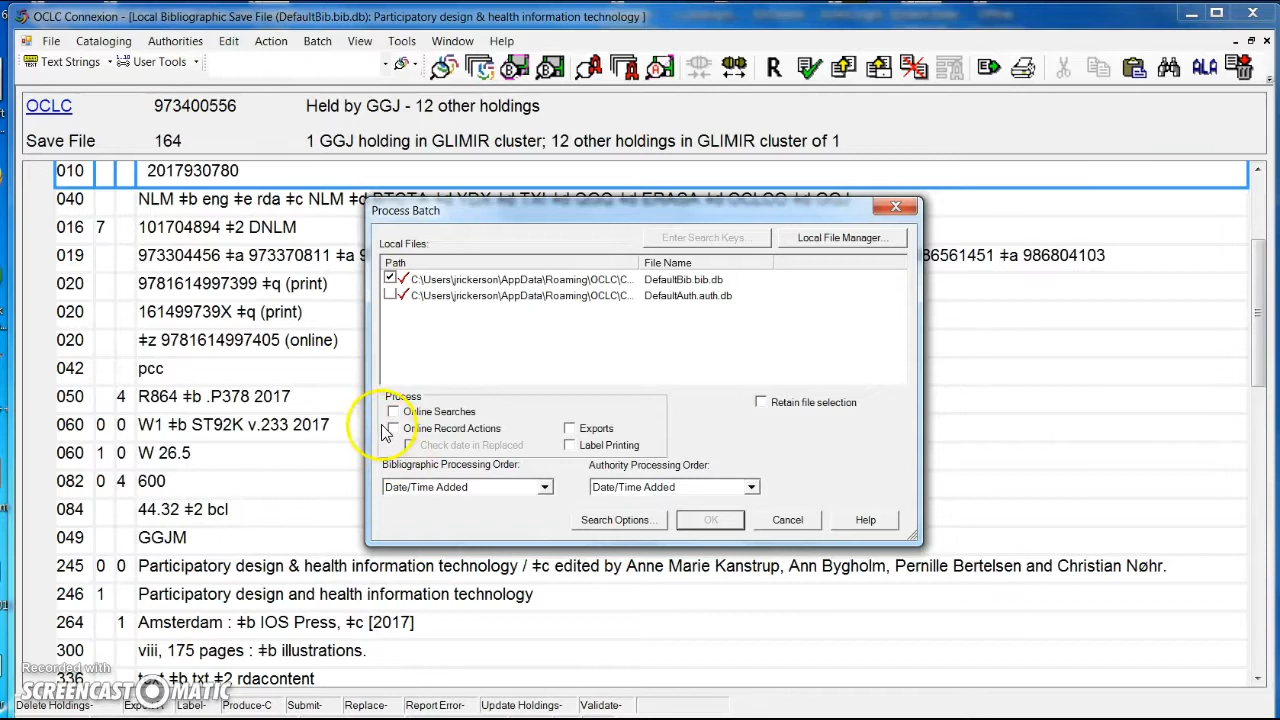 OCLC Connexion - [Local Bibliographic Save File (DefaultBib.bib.db): Participatory design & health information technology ]
File Cataloging Authorities Edit Action Batch View Tools Window Help
Text Strings User Tools
OCLC 973400556 Held by GGJ - 12 other holdings
Save File 164 1 GGJ holding in GLIMIR cluster; 12 other holdings in GLIMIR cluster of 1
010 2017930780
040 NLM ‡b eng ‡e rda ‡c NLM ‡d
016 7 101704894 ‡2 DNLM
019 973304456 ‡a 973370811 ‡a 986561451 ‡a 986804103
020 9781614997399 ‡q (print)
020 161499739X ‡q (print)
020 ‡z 9781614997405 (online)
042 pcc
050 4 R864 ‡b .P378 2017
060 0 0 W1 ‡b ST92K v.233 2017
060 1 0 W 26.5
082 0 4 600
084 44.32 ‡2 bcl
049 GGJM
245 0 0 Participatory design & health information technology / ‡c edited by Anne Marie Kanstrup, Ann Bygholm, Pernille Bertelsen and Christian Nøhr.
246 1 Participatory design and health information technology
264 1 Amsterdam : ‡b IOS Press, ‡c [2017]
300 viii, 175 pages : ‡b illustrations.
336 text ‡b txt ‡2 rdacontent
Process Batch
Local Files: Enter Search Keys... Local File Manager...
Path File Name
C:\Users\jrickerson\AppData\Roaming\OCLC\C... DefaultBib.bib.db
C:\Users\jrickerson\AppData\Roaming\OCLC\C... DefaultAuth.auth.db
Process
Retain file selection
Online Searches
Online Record Actions Exports
Check date in Replaced Label Printing
Bibliographic Processing Order: Authority Processing Order:
Date/Time Added Date/Time Added
Search Options... OK Cancel Help
Recorded with
SCREENCAST MATIC
Delete Holdings- Label- Produce-C Submit- Replace- Report Error- Update Holdings- Validate-